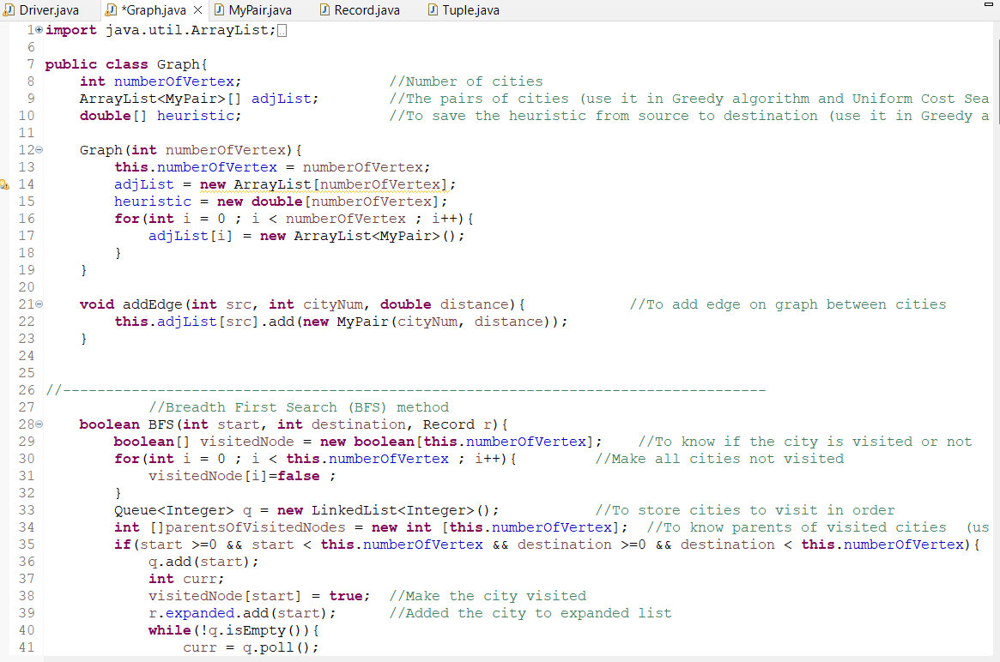 Driver.java *Graph.java MyPair.java Record.java Tuple.java
1 import java.util.ArrayList;
6
7 public class Graph{
8     int numberOfVertex;                 //Number of cities
9     ArrayList<MyPair>[] adjList;        //The pairs of cities (use it in Greedy algorithm and Uniform Cost Sea
10     double[] heuristic;                 //To save the heuristic from source to destination (use it in Greedy a
11
12     Graph(int numberOfVertex){
13         this.numberOfVertex = numberOfVertex;
14         adjList = new ArrayList[numberOfVertex];
15         heuristic = new double[numberOfVertex];
16         for(int i = 0 ; i < numberOfVertex ; i++){
17             adjList[i] = new ArrayList<MyPair>();
18         }
19     }
20
21     void addEdge(int src, int cityNum, double distance){            //To add edge on graph between cities
22         this.adjList[src].add(new MyPair(cityNum, distance));
23     }
24
25
26 //----------------------------------------------------------------------------------
27             //Breadth First Search (BFS) method
28     boolean BFS(int start, int destination, Record r){
29         boolean[] visitedNode = new boolean[this.numberOfVertex];    //To know if the city is visited or not
30         for(int i = 0 ; i < this.numberOfVertex ; i++){         //Make all cities not visited
31             visitedNode[i]=false ;
32         }
33         Queue<Integer> q = new LinkedList<Integer>();           //To store cities to visit in order
34         int []parentsOfVisitedNodes = new int [this.numberOfVertex];  //To know parents of visited cities  (us
35         if(start >=0 && start < this.numberOfVertex && destination >=0 && destination < this.numberOfVertex){
36             q.add(start);
37             int curr;
38             visitedNode[start] = true;  //Make the city visited
39             r.expanded.add(start);      //Added the city to expanded list
40             while(!q.isEmpty()){
41                 curr = q.poll();